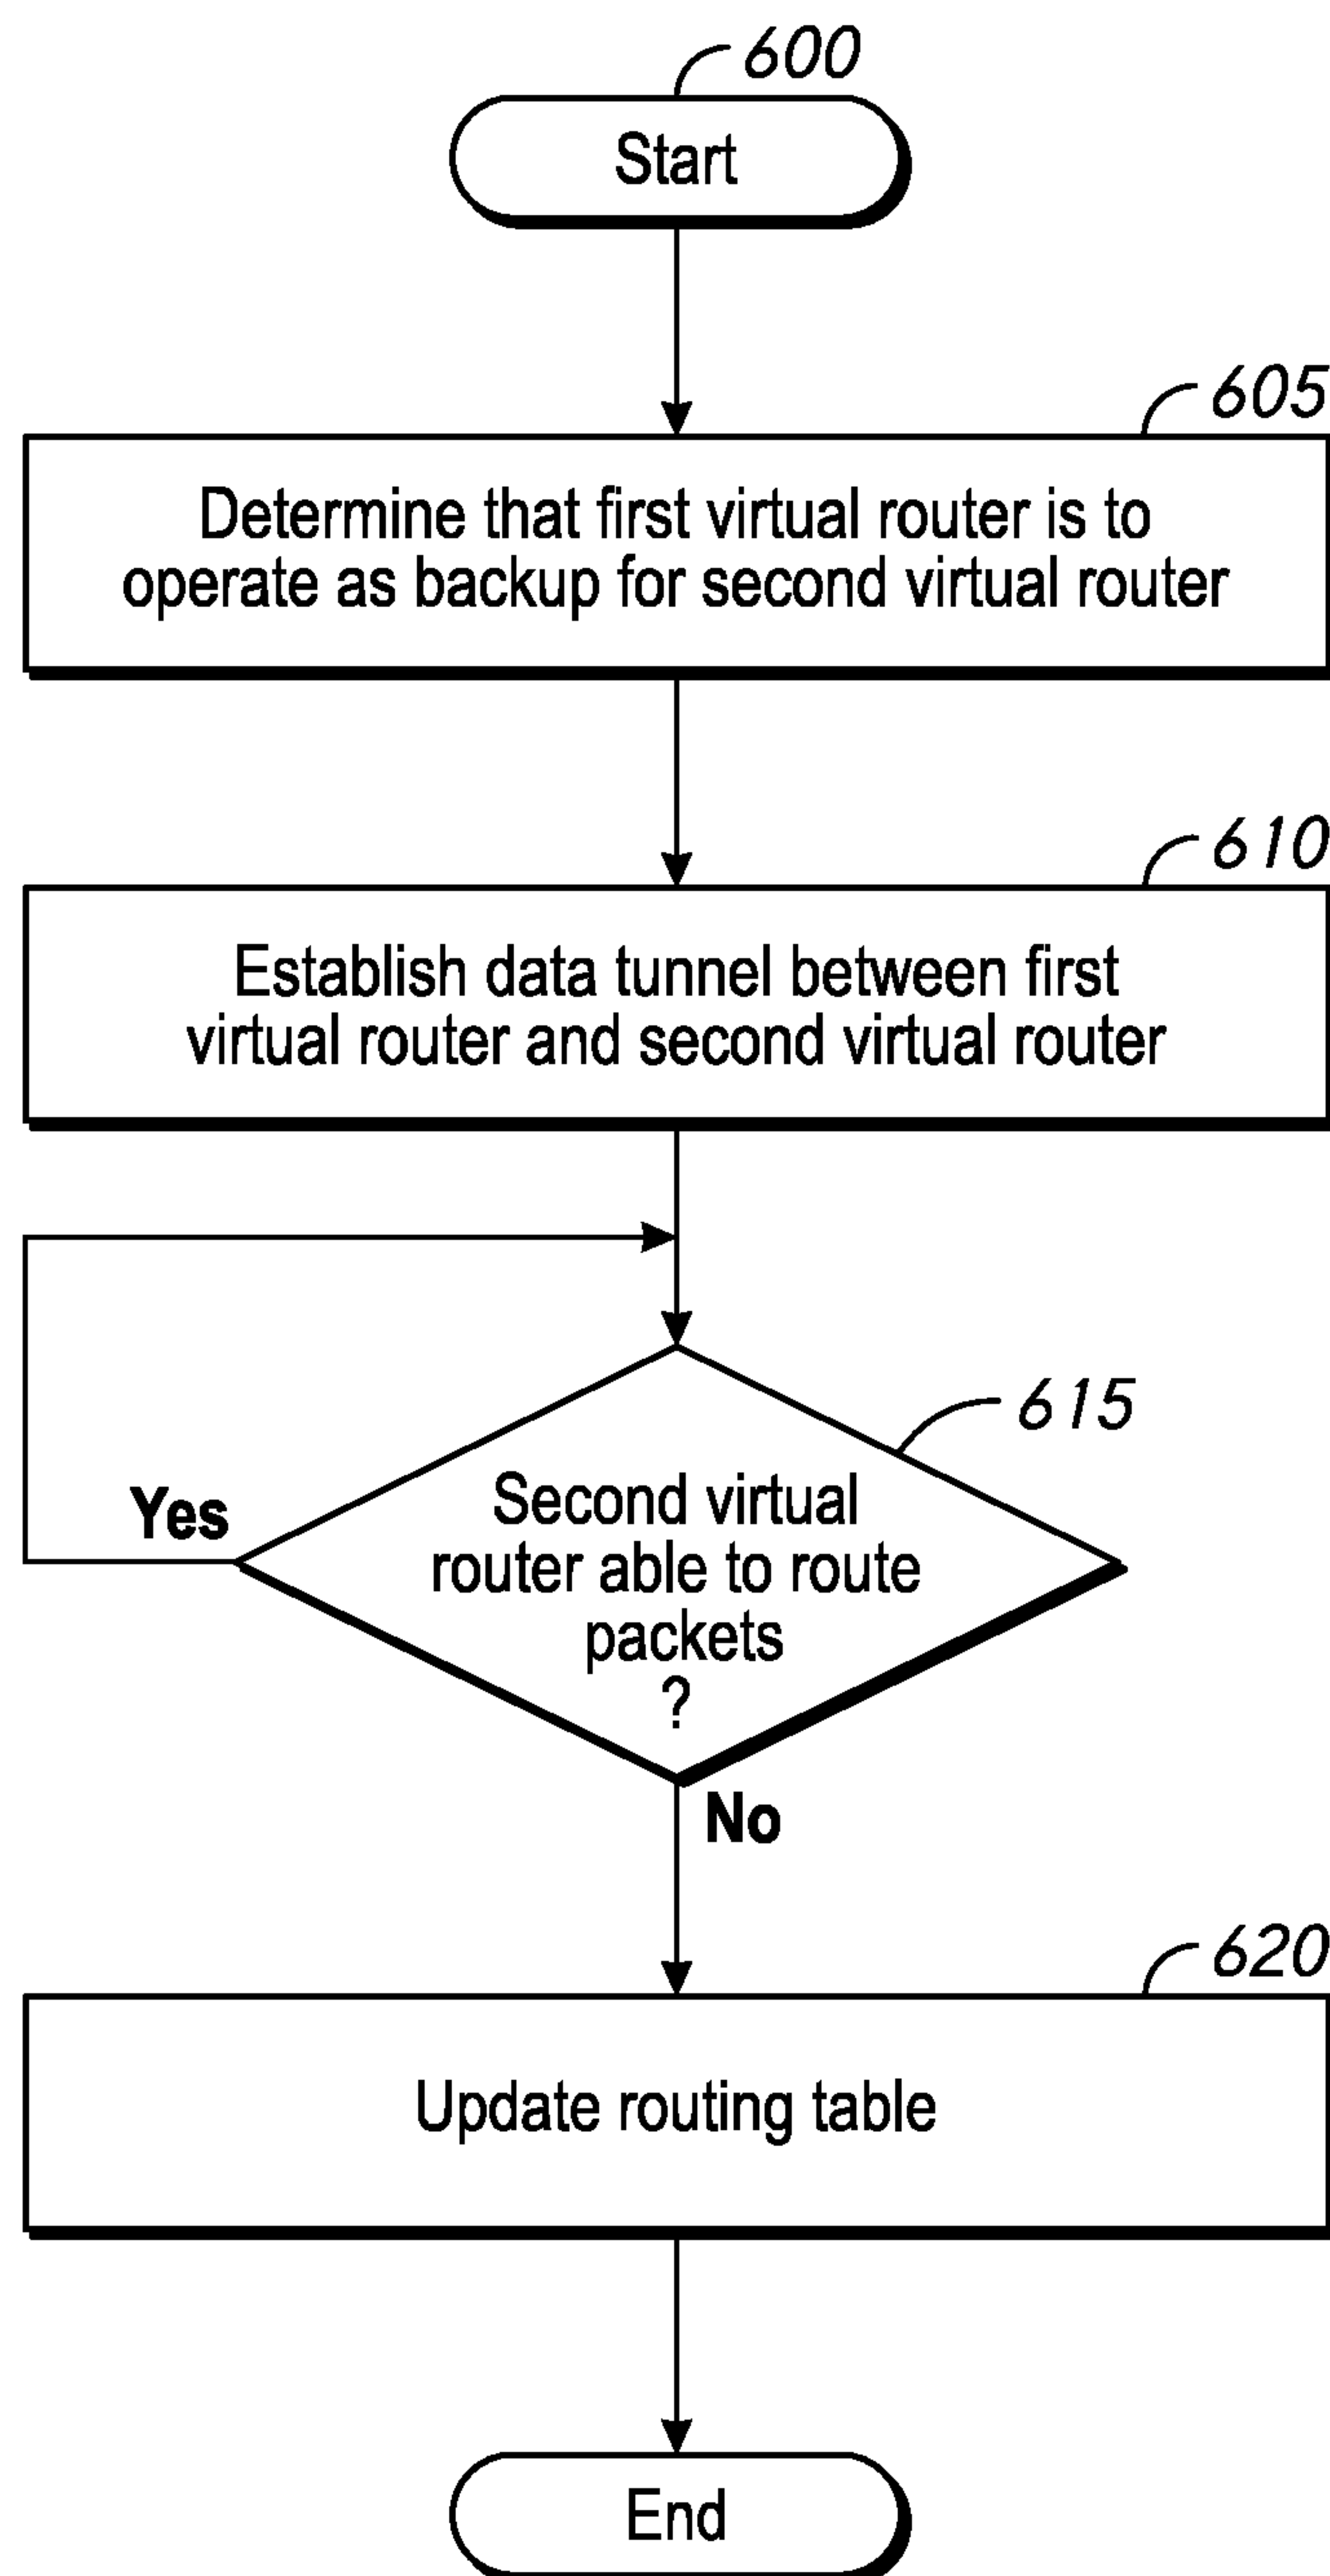 600
Start
605
Determine that first virtual router is to
operate as backup for second virtual router
610
Establish data tunnel between first
virtual router and second virtual router
615
Second virtual
router able to route
packets
?
Yes
No
620
Update routing table
End